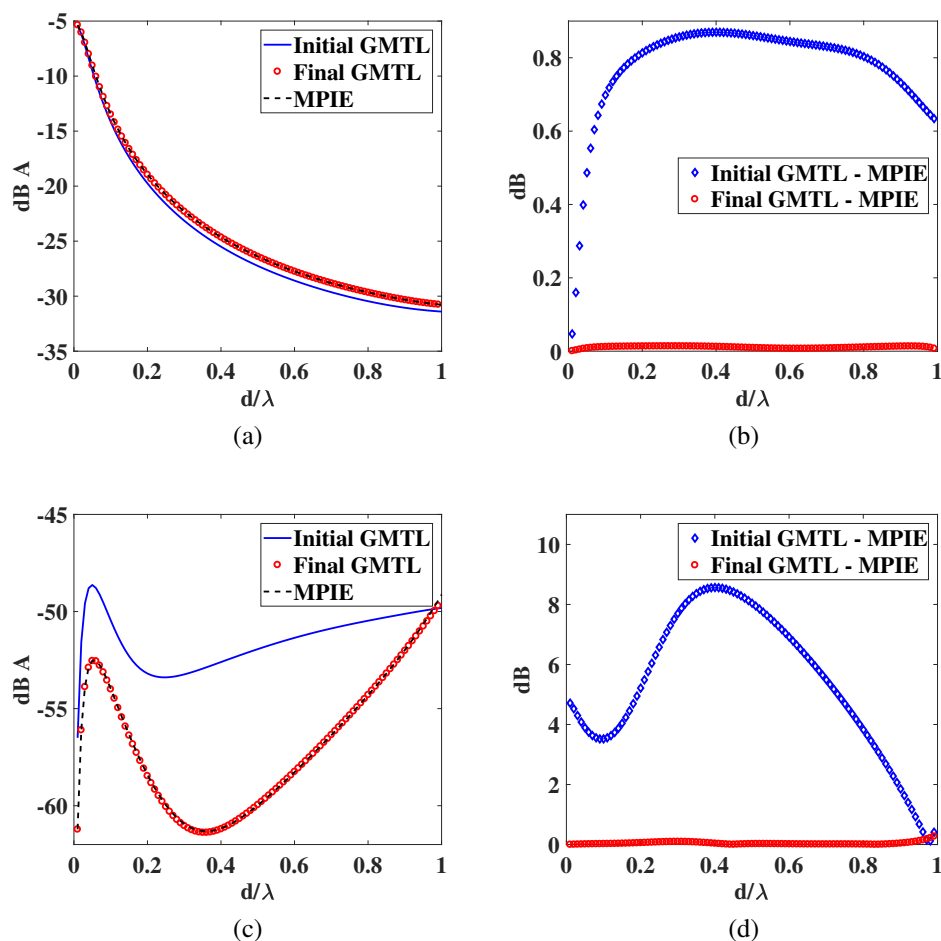 -5
-10
-15
-20
-25
-30
-35
dB A
Initial GMTL
Final GMTL
MPIE
0 0.2 0.4 0.6 0.8 1
d/λ
(a)
0.8
0.6
0.4
0.2
0
dB
Initial GMTL - MPIE
Final GMTL - MPIE
0 0.2 0.4 0.6 0.8 1
d/λ
(b)
-45
-50
-55
-60
dB A
Initial GMTL
Final GMTL
MPIE
0 0.2 0.4 0.6 0.8 1
d/λ
(c)
10
8
6
4
2
0
dB
Initial GMTL - MPIE
Final GMTL - MPIE
0 0.2 0.4 0.6 0.8 1
d/λ
(d)